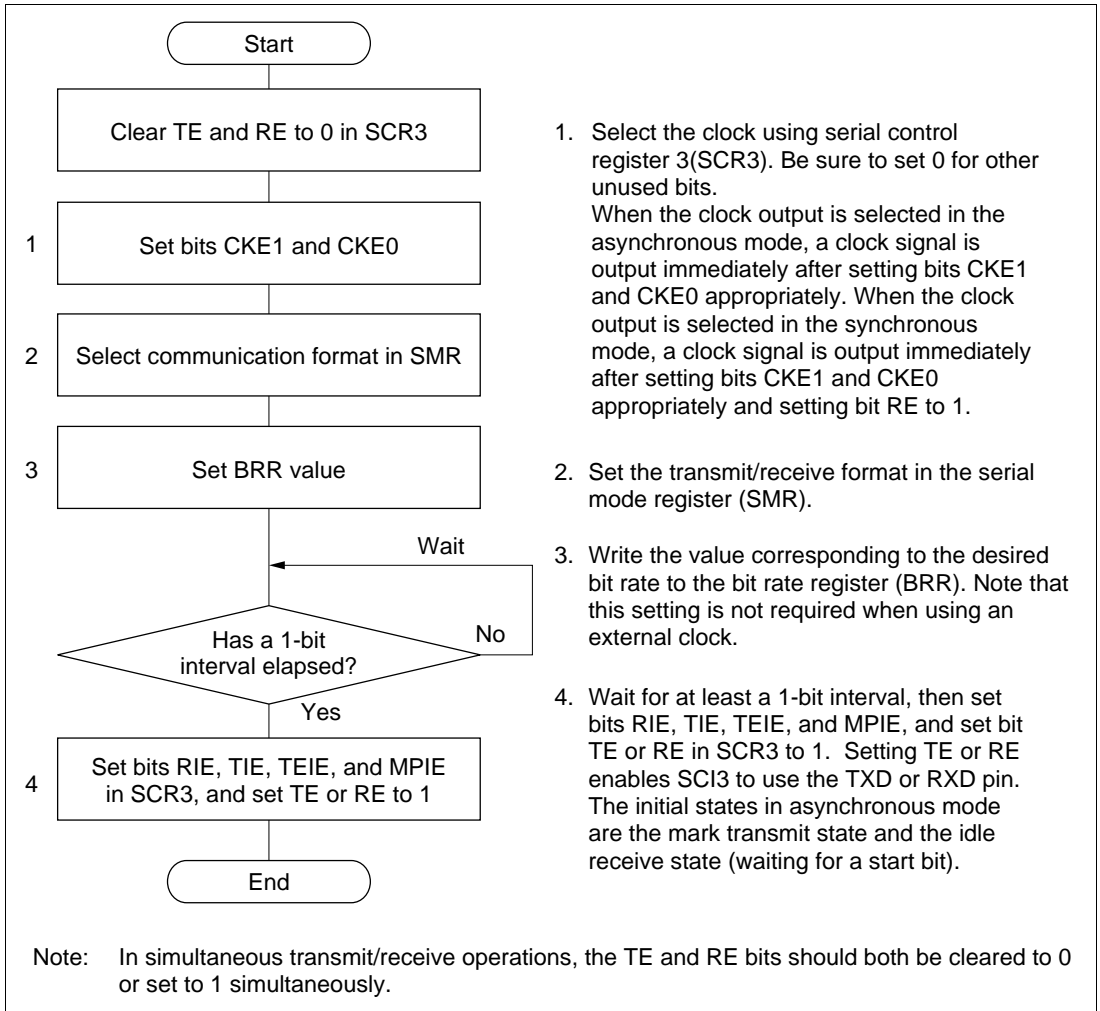 Start
Clear TE and RE to 0 in SCR3
1
Set bits CKE1 and CKE0
2
Select communication format in SMR
3
Set BRR value
Wait
Has a 1-bit
interval elapsed?
No
Yes
4
Set bits RIE, TIE, TEIE, and MPIE
in SCR3, and set TE or RE to 1
End
1. Select the clock using serial control
register 3(SCR3). Be sure to set 0 for other
unused bits.
When the clock output is selected in the
asynchronous mode, a clock signal is
output immediately after setting bits CKE1
and CKE0 appropriately. When the clock
output is selected in the synchronous
mode, a clock signal is output immediately
after setting bits CKE1 and CKE0
appropriately and setting bit RE to 1.
2. Set the transmit/receive format in the serial
mode register (SMR).
3. Write the value corresponding to the desired
bit rate to the bit rate register (BRR). Note that
this setting is not required when using an
external clock.
4. Wait for at least a 1-bit interval, then set
bits RIE, TIE, TEIE, and MPIE, and set bit
TE or RE in SCR3 to 1. Setting TE or RE
enables SCI3 to use the TXD or RXD pin.
The initial states in asynchronous mode
are the mark transmit state and the idle
receive state (waiting for a start bit).
Note: In simultaneous transmit/receive operations, the TE and RE bits should both be cleared to 0
or set to 1 simultaneously.